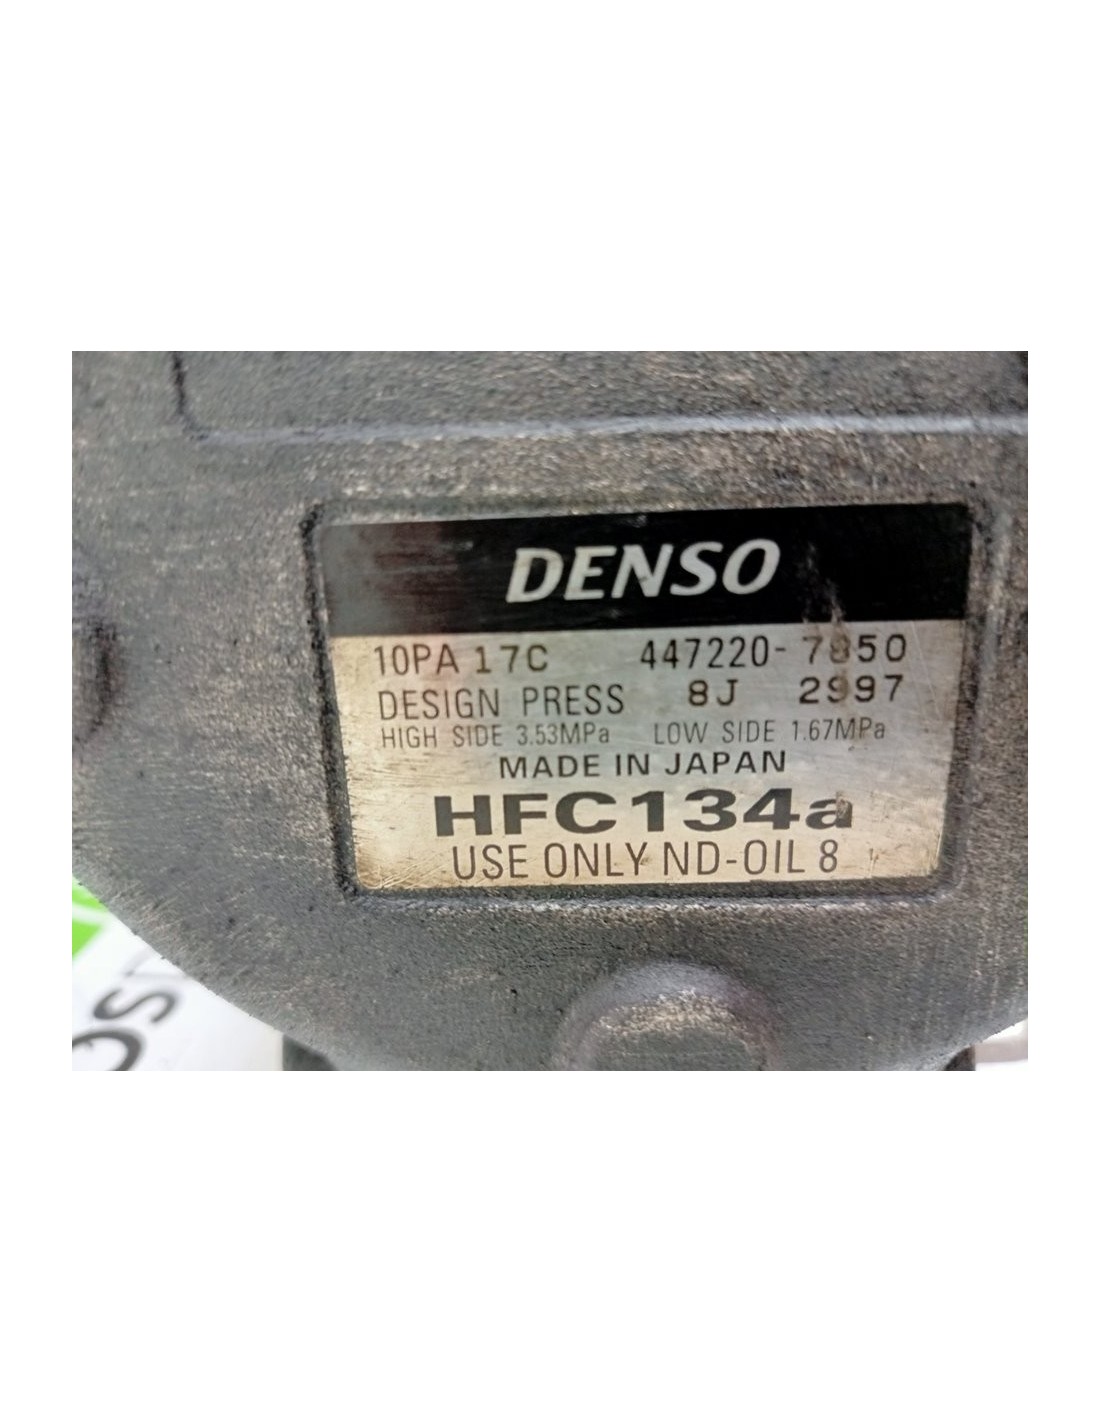 DENSO
10PA 17C 447220-7850
DESIGN PRESS 8J 2997
HIGH SIDE 3.53MPa LOW SIDE 1.67MPa
MADE IN JAPAN
HFC134a
USE ONLY ND-OIL 8